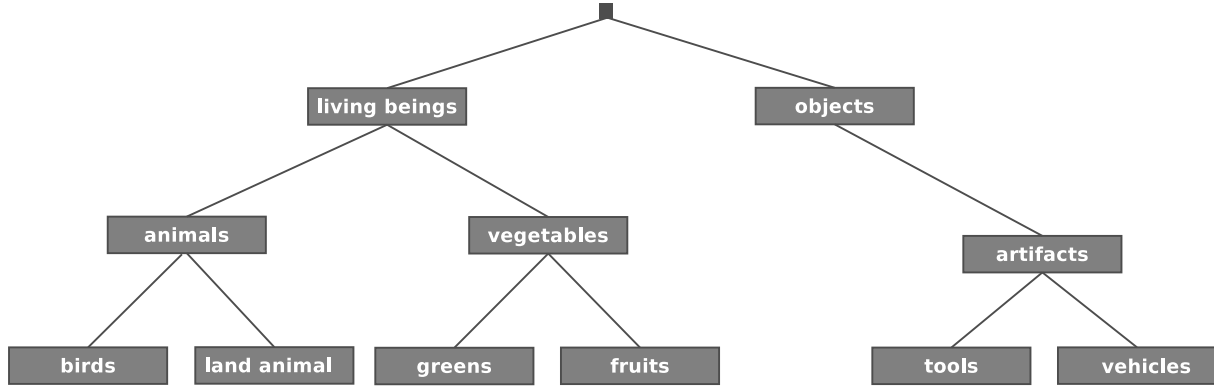 living beings
objects
animals
vegetables
artifacts
birds
land animal
greens
fruits
tools
vehicles